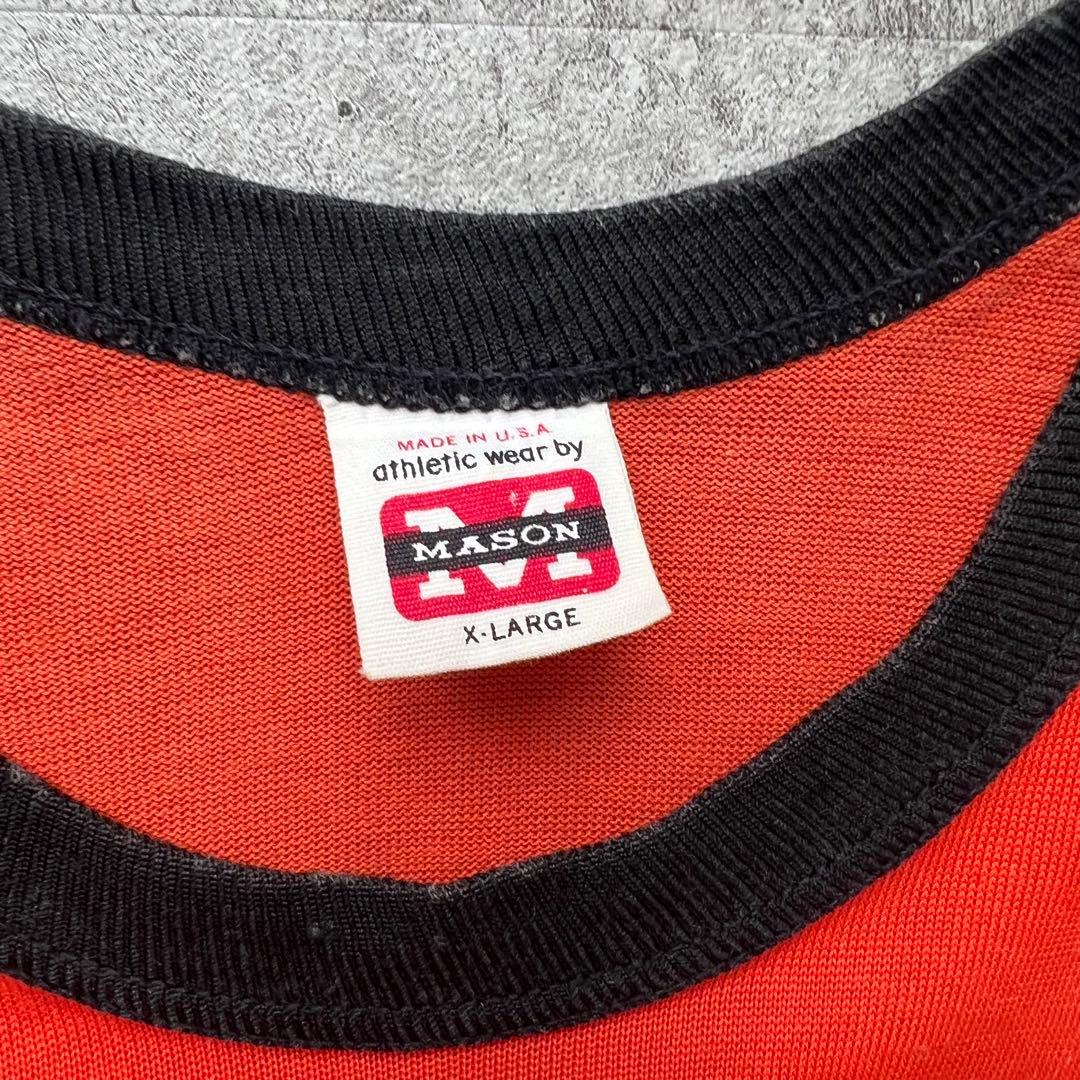 MADE IN U.S.A
athletic wear by
M
MASON
X-LARGE